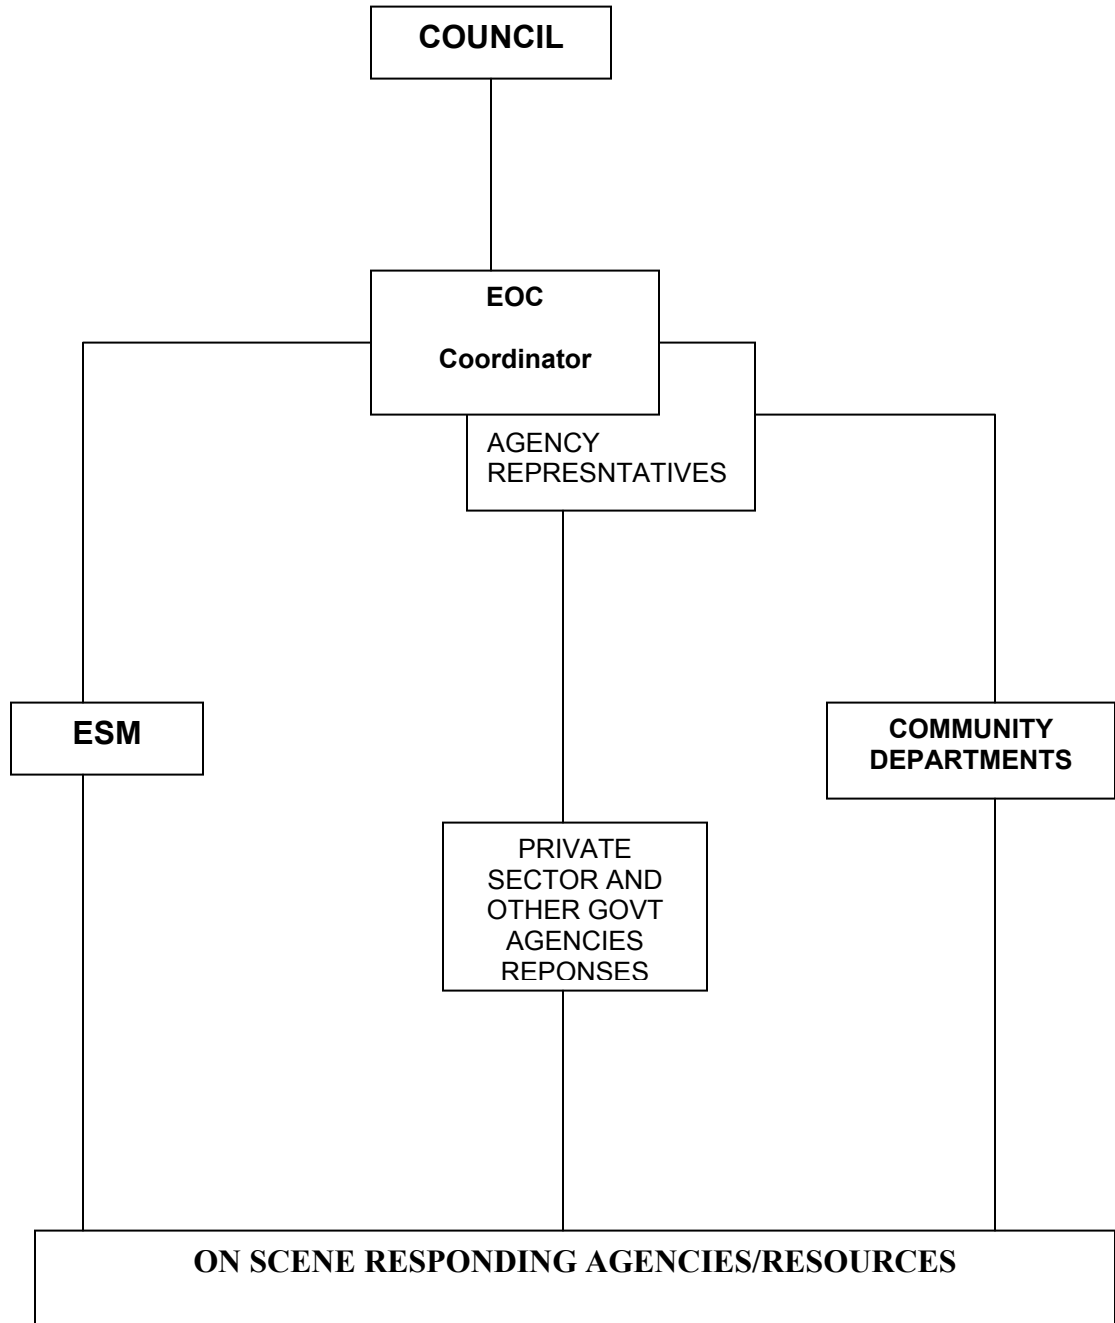 COUNCIL
EOC
Coordinator
AGENCY
REPRESNTATIVES
ESM
COMMUNITY
DEPARTMENTS
PRIVATE
SECTOR AND
OTHER GOVT
AGENCIES
REPONSES
ON SCENE RESPONDING AGENCIES/RESOURCES